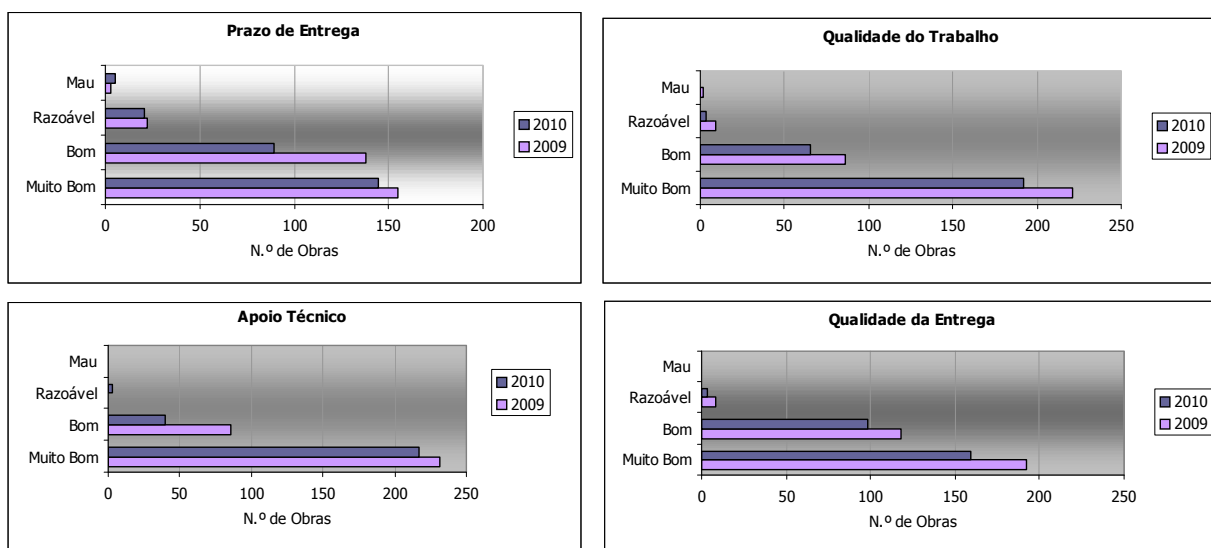 Prazo de Entrega
Mau
Razoável
Bom
Muito Bom
0 50 100 150 200
N.º de Obras
2010
2009
Qualidade do Trabalho
Mau
Razoável
Bom
Muito Bom
0 50 100 150 200 250
N.º de Obras
2010
2009
Apoio Técnico
Mau
Razoável
Bom
Muito Bom
0 50 100 150 200 250
N.º de Obras
2010
2009
Qualidade da Entrega
Mau
Razoável
Bom
Muito Bom
0 50 100 150 200 250
N.º de Obras
2010
2009